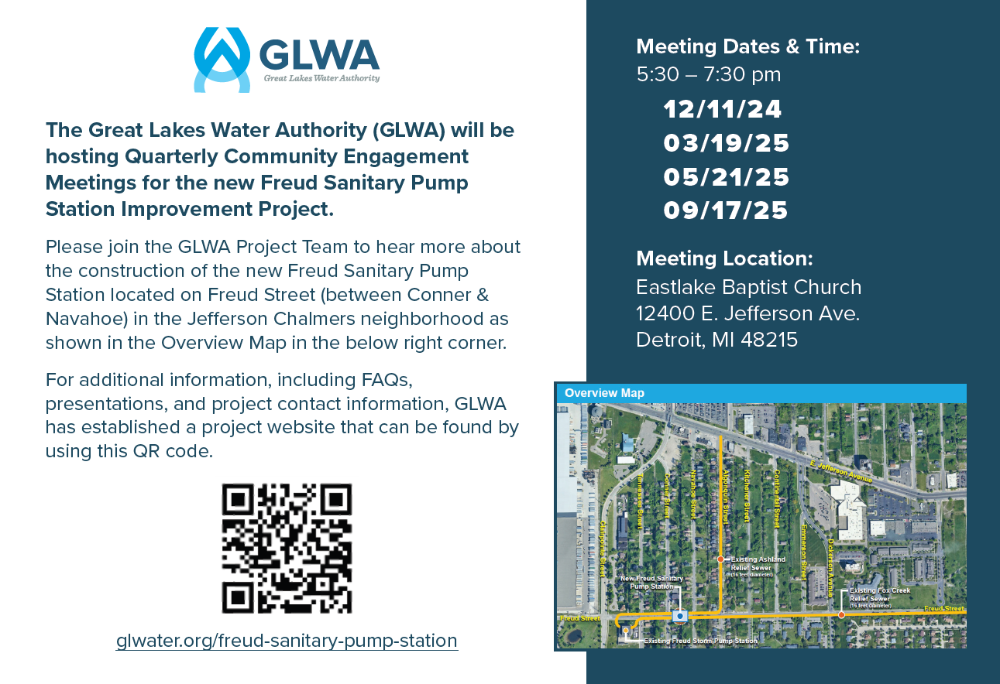 GLWA
Great Lakes Water Authority
The Great Lakes Water Authority (GLWA) will be
hosting Quarterly Community Engagement
Meetings for the new Freud Sanitary Pump
Station Improvement Project.
Please join the GLWA Project Team to hear more about
the construction of the new Freud Sanitary Pump
Station located on Freud Street (between Conner &
Navahoe) in the Jefferson Chalmers neighborhood as
shown in the Overview Map in the below right corner.
For additional information, including FAQs,
presentations, and project contact information, GLWA
has established a project website that can be found by
using this QR code.
glwater.org/freud-sanitary-pump-station
Meeting Dates & Time:
5:30 – 7:30 pm
12/11/24
03/19/25
05/21/25
09/17/25
Meeting Location:
Eastlake Baptist Church
12400 E. Jefferson Ave.
Detroit, MI 48215
Overview Map
E. Jefferson Avenue
Tennessee Street
Conner Street
Navahoe Street
Algonquin Street
Kitchener Street
Continental Street
Clairpointe Street
Emmerson Street
Dickerson Avenue
Existing Ashland
Relief Sewer
(16 feet diameter)
New Freud Sanitary
Pump Station
Existing Fox Creek
Relief Sewer
(16 feet diameter)
Freud Street
Freud Street
Existing Freud Storm Pump Station